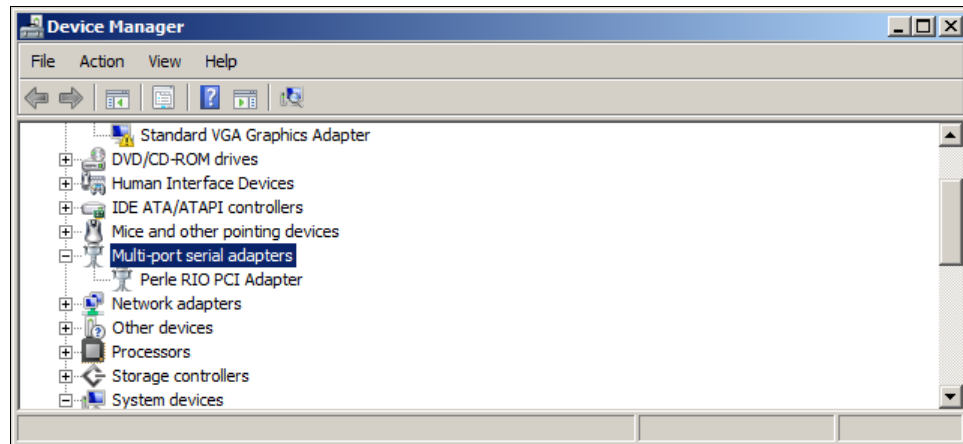 Device Manager
File Action View Help
Standard VGA Graphics Adapter
DVD/CD-ROM drives
Human Interface Devices
IDE ATA/ATAPI controllers
Mice and other pointing devices
Multi-port serial adapters
Perle RIO PCI Adapter
Network adapters
Other devices
Processors
Storage controllers
System devices